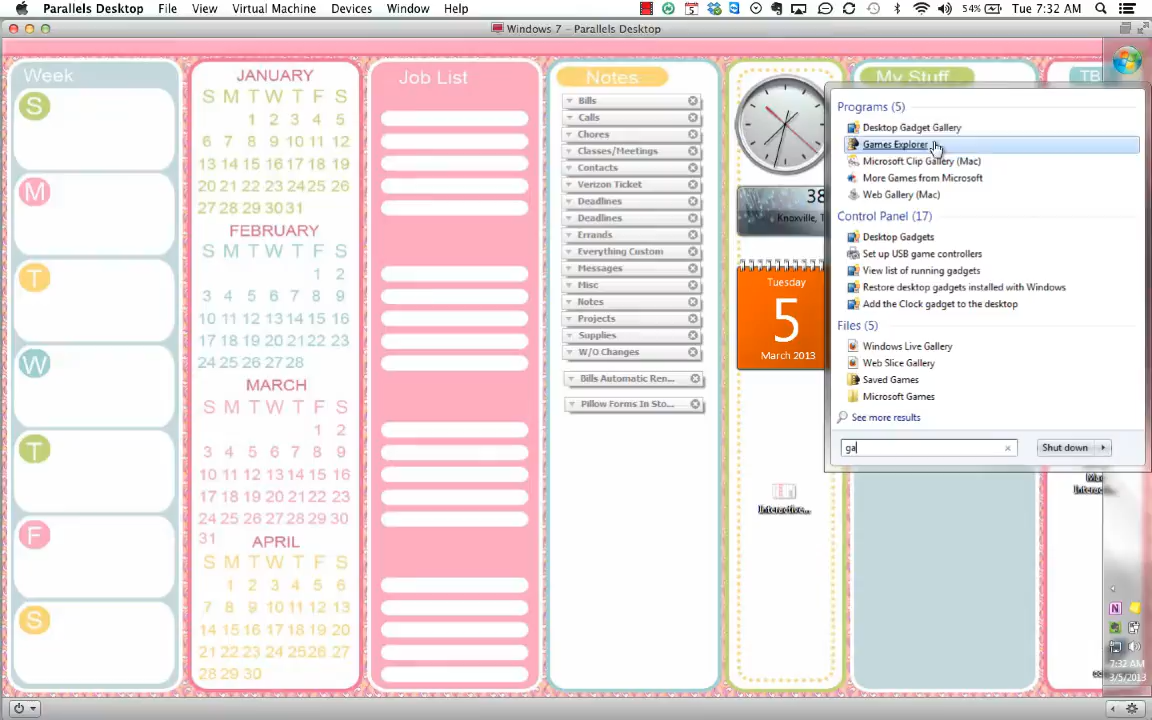 Parallels Desktop File View Virtual Machine Devices Window Help 54% Tue 7:32 AM
Windows 7 – Parallels Desktop
Week
S
M
T
W
T
F
S
JANUARY
S M T W T F S
1 2 3 4 5
6 7 8 9 10 11 12
13 14 15 16 17 18 19
20 21 22 23 24 25 26
27 28 29 30 31
FEBRUARY
S M T W T F S
1 2
3 4 5 6 7 8 9
10 11 12 13 14 15 16
17 18 19 20 21 22 23
24 25 26 27 28
MARCH
S M T W T F S
1 2
3 4 5 6 7 8 9
10 11 12 13 14 15 16
17 18 19 20 21 22 23
24 25 26 27 28 29 30
31
APRIL
S M T W T F S
1 2 3 4 5 6
7 8 9 10 11 12 13
14 15 16 17 18 19 20
21 22 23 24 25 26 27
28 29 30
Job List
Notes
Bills
Calls
Chores
Classes/Meetings
Contacts
Verizon Ticket
Deadlines
Deadlines
Errands
Everything Custom
Messages
Misc
Notes
Projects
Supplies
W/O Changes
Bills Automatic Ren...
Pillow Forms In Sto...
38
Knoxville,
Tuesday
5
March 2013
Interactive...
My Stuff
TB
Programs (5)
Desktop Gadget Gallery
Games Explorer
Microsoft Clip Gallery (Mac)
More Games from Microsoft
Web Gallery (Mac)
Control Panel (17)
Desktop Gadgets
Set up USB game controllers
View list of running gadgets
Restore desktop gadgets installed with Windows
Add the Clock gadget to the desktop
Files (5)
Windows Live Gallery
Web Slice Gallery
Saved Games
Microsoft Games
See more results
ga
Shut down
7:32 AM
3/5/2013